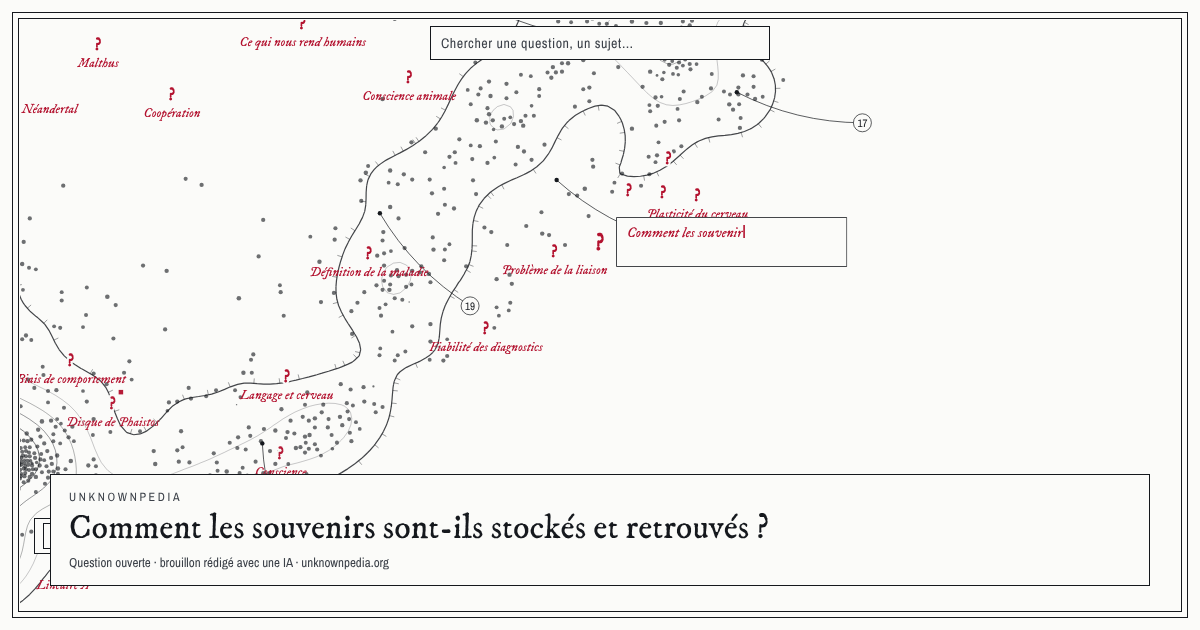 Ce qui nous rend humains
Chercher une question, un sujet...
Malthus
Conscience animale
Néandertal
Coopération
17
Plasticité du cerveau
Comment les souvenir
Définition de la maladie
Problème de la liaison
19
Fiabilité des diagnostics
Biais de comportement
Langage et cerveau
Disque de Phaistos
Conscience
UNKNOWNPEDIA
Comment les souvenirs sont-ils stockés et retrouvés ?
Question ouverte · brouillon rédigé avec une IA · unknownpedia.org
Linéaire A